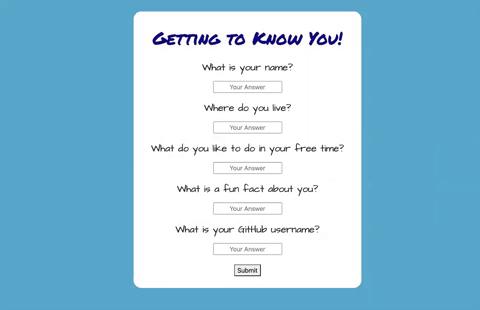 Getting to Know You!
What is your name?
Your Answer
Where do you live?
Your Answer
What do you like to do in your free time?
Your Answer
What is a fun fact about you?
Your Answer
What is your GitHub username?
Your Answer
Submit